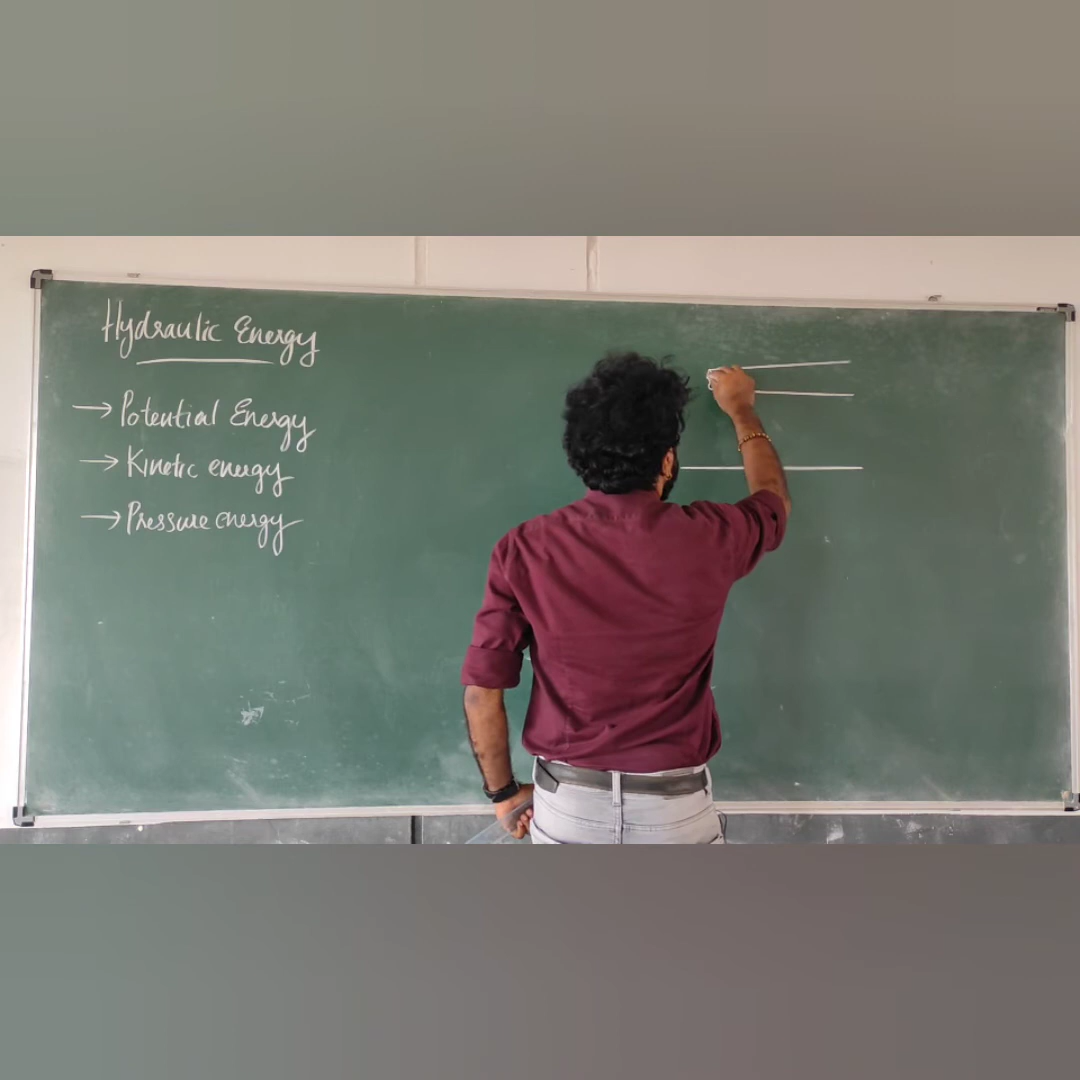 Hydraulic Energy
→ Potential Energy
→ Kinetic energy
→ Pressure energy